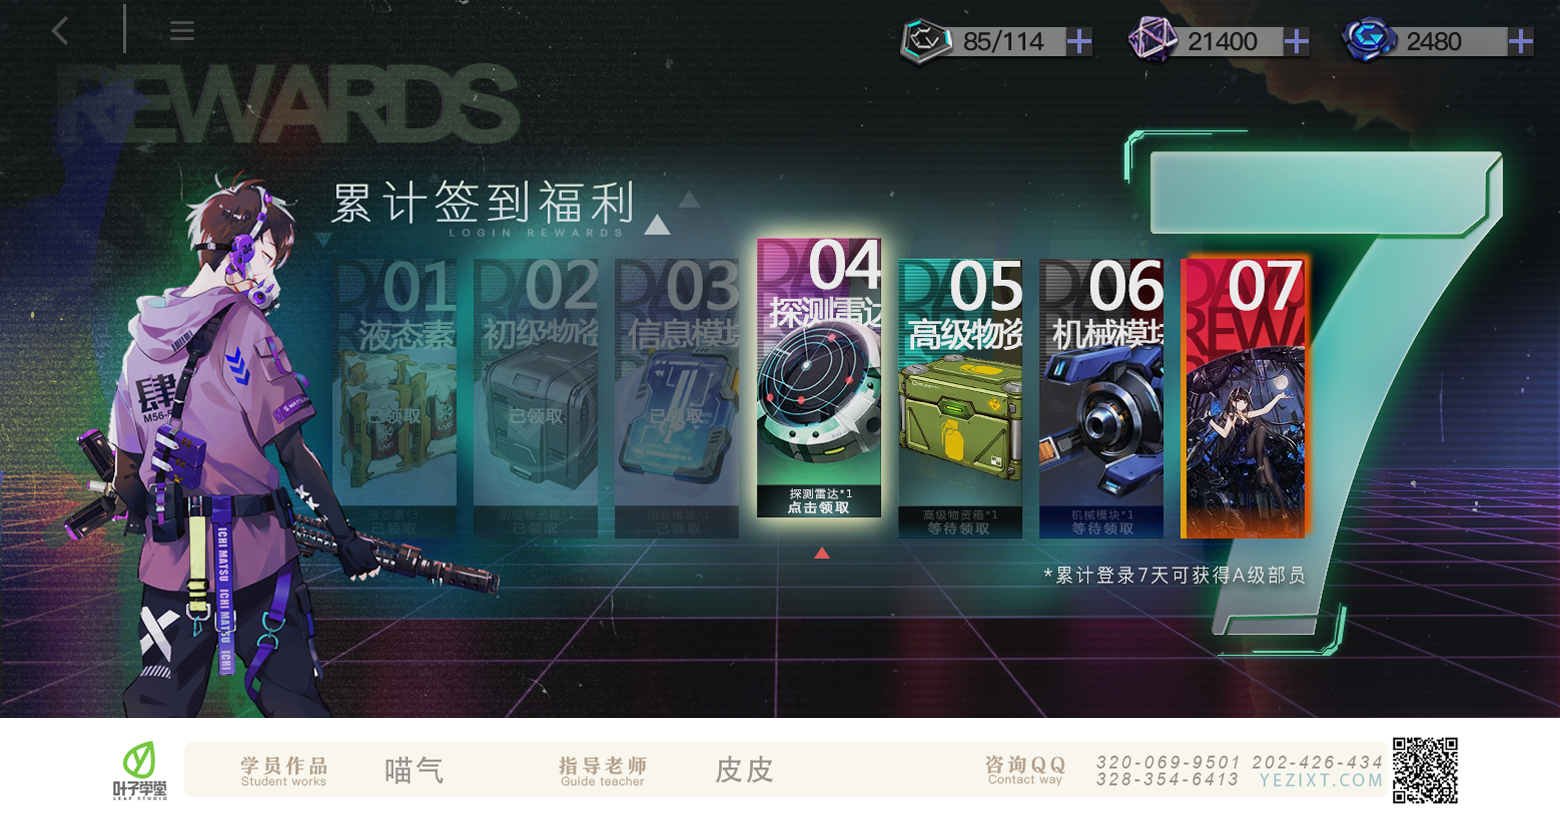 85/114
21400
2480
REWARDS
累计签到福利
LOGIN REWARDS
01
液态素
已领取
液态素*3
已领取
02
初级物资
已领取
初级物资箱*1
已领取
03
信息模块
已领取
信息模块*1
已领取
04
探测雷达
探测雷达*1
点击领取
05
高级物资
高级物资箱*1
等待领取
06
机械模块
机械模块*1
等待领取
07
7
*累计登录7天可获得A级部员
肆
ICHI MATSU
ICHI MATSU
ICHI
叶子学堂
LEAF STUDIO
学员作品
Student works
喵气
指导老师
Guide teacher
皮皮
咨询QQ
Contact way
320-069-9501 202-426-434
328-354-6413 YEZIXT.COM